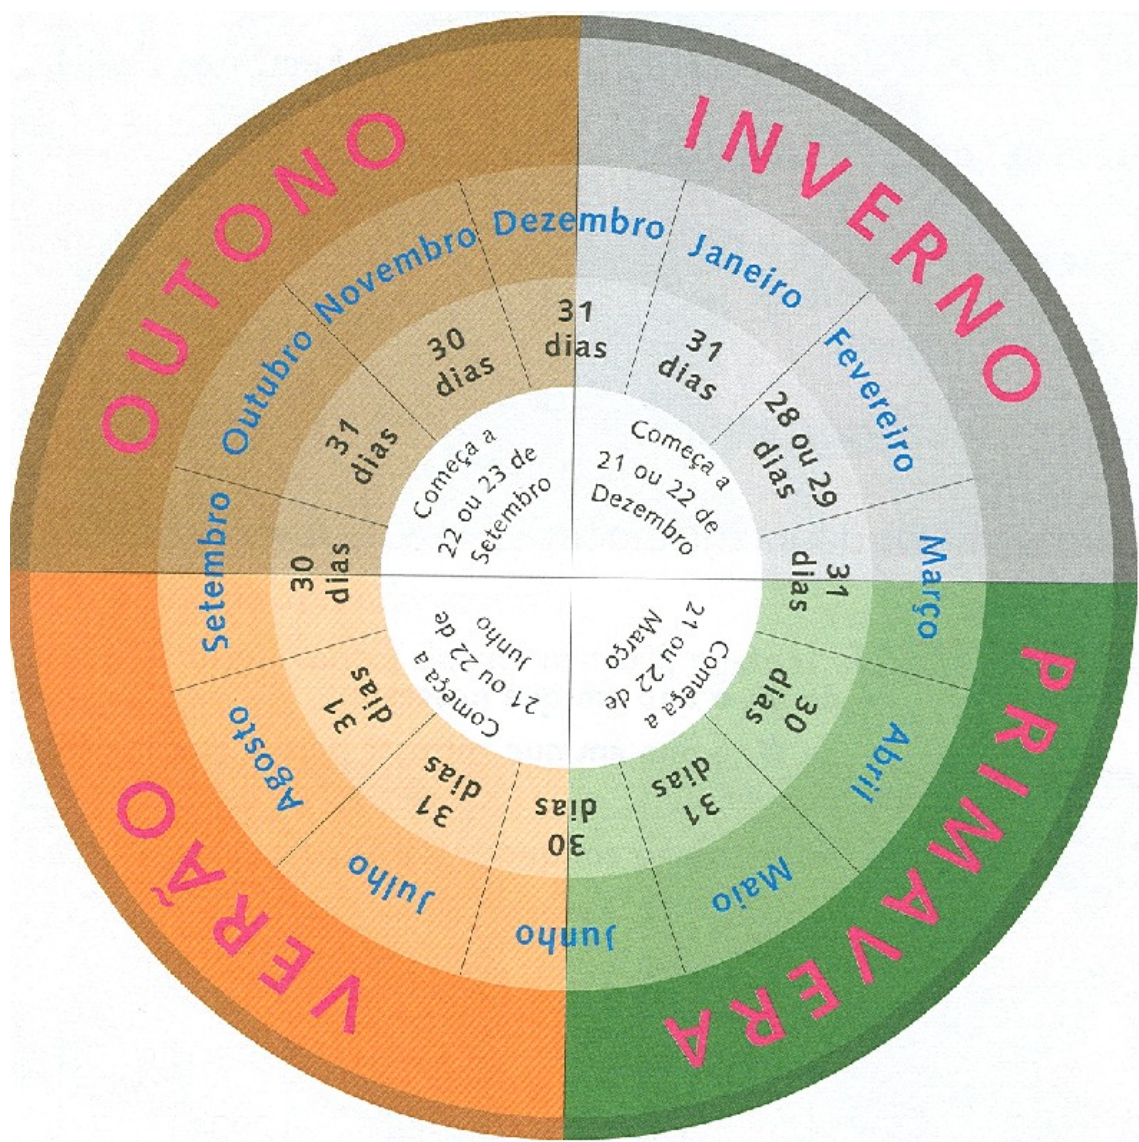 INVERNO
PRIMAVERA
VERÃO
OUTONO
Dezembro
Janeiro
Fevereiro
Março
Abril
Maio
Junho
Julho
Agosto
Setembro
Outubro
Novembro
31
dias
31
dias
28 ou 29
dias
31
dias
30
dias
31
dias
30
dias
31
dias
31
dias
30
dias
31
dias
30
dias
Começa a
21 ou 22 de
Dezembro
Começa a
21 ou 22 de
Março
Começa a
21 ou 22 de
Junho
Começa a
22 ou 23 de
Setembro